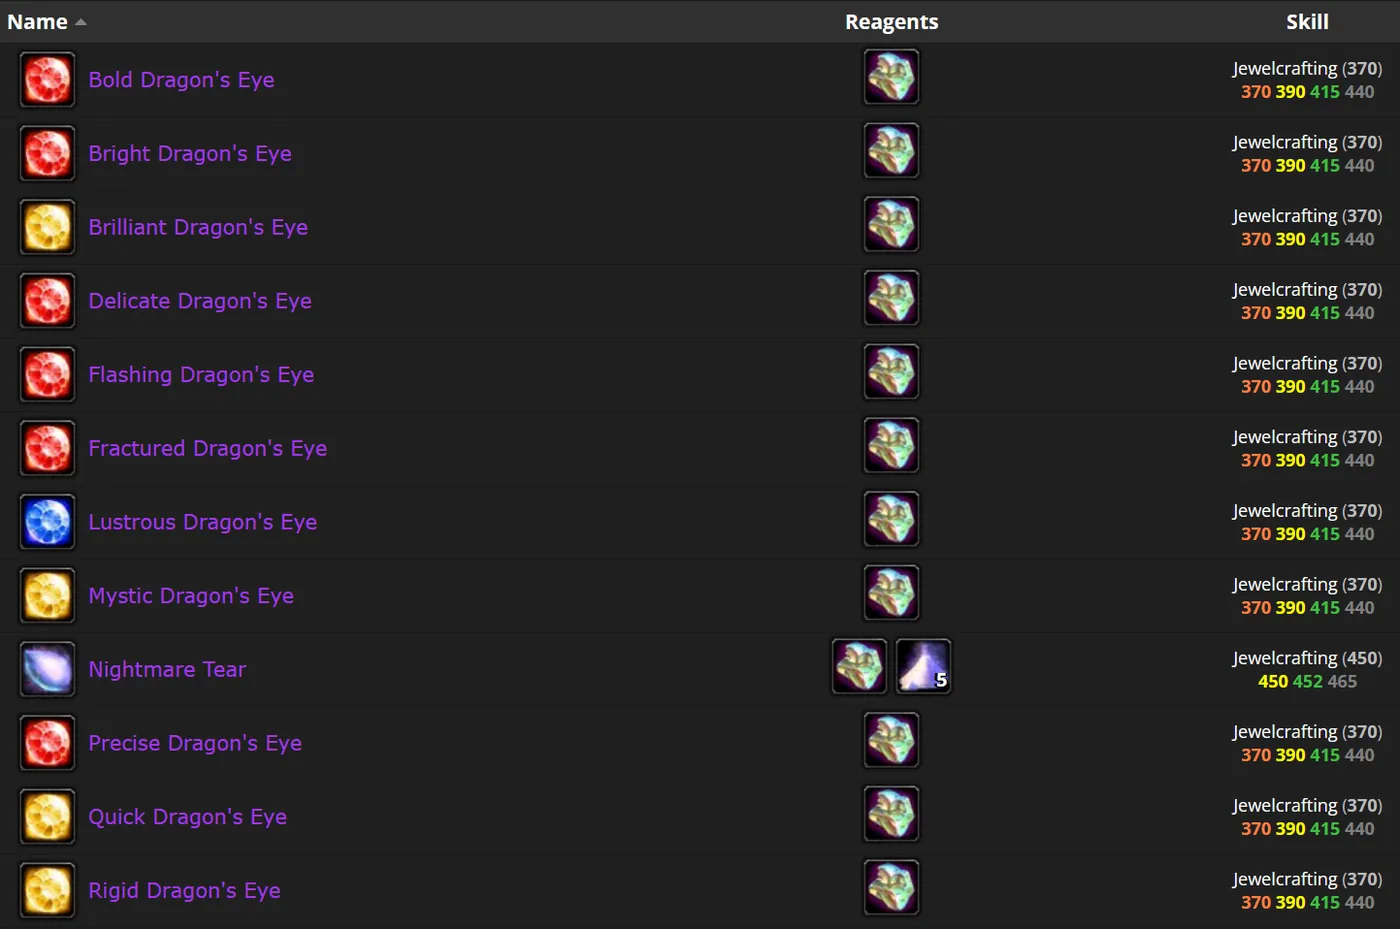 Name Reagents Skill
Bold Dragon's Eye Jewelcrafting (370)
370 390 415 440
Bright Dragon's Eye Jewelcrafting (370)
370 390 415 440
Brilliant Dragon's Eye Jewelcrafting (370)
370 390 415 440
Delicate Dragon's Eye Jewelcrafting (370)
370 390 415 440
Flashing Dragon's Eye Jewelcrafting (370)
370 390 415 440
Fractured Dragon's Eye Jewelcrafting (370)
370 390 415 440
Lustrous Dragon's Eye Jewelcrafting (370)
370 390 415 440
Mystic Dragon's Eye Jewelcrafting (370)
370 390 415 440
Nightmare Tear 5 Jewelcrafting (450)
450 452 465
Precise Dragon's Eye Jewelcrafting (370)
370 390 415 440
Quick Dragon's Eye Jewelcrafting (370)
370 390 415 440
Rigid Dragon's Eye Jewelcrafting (370)
370 390 415 440